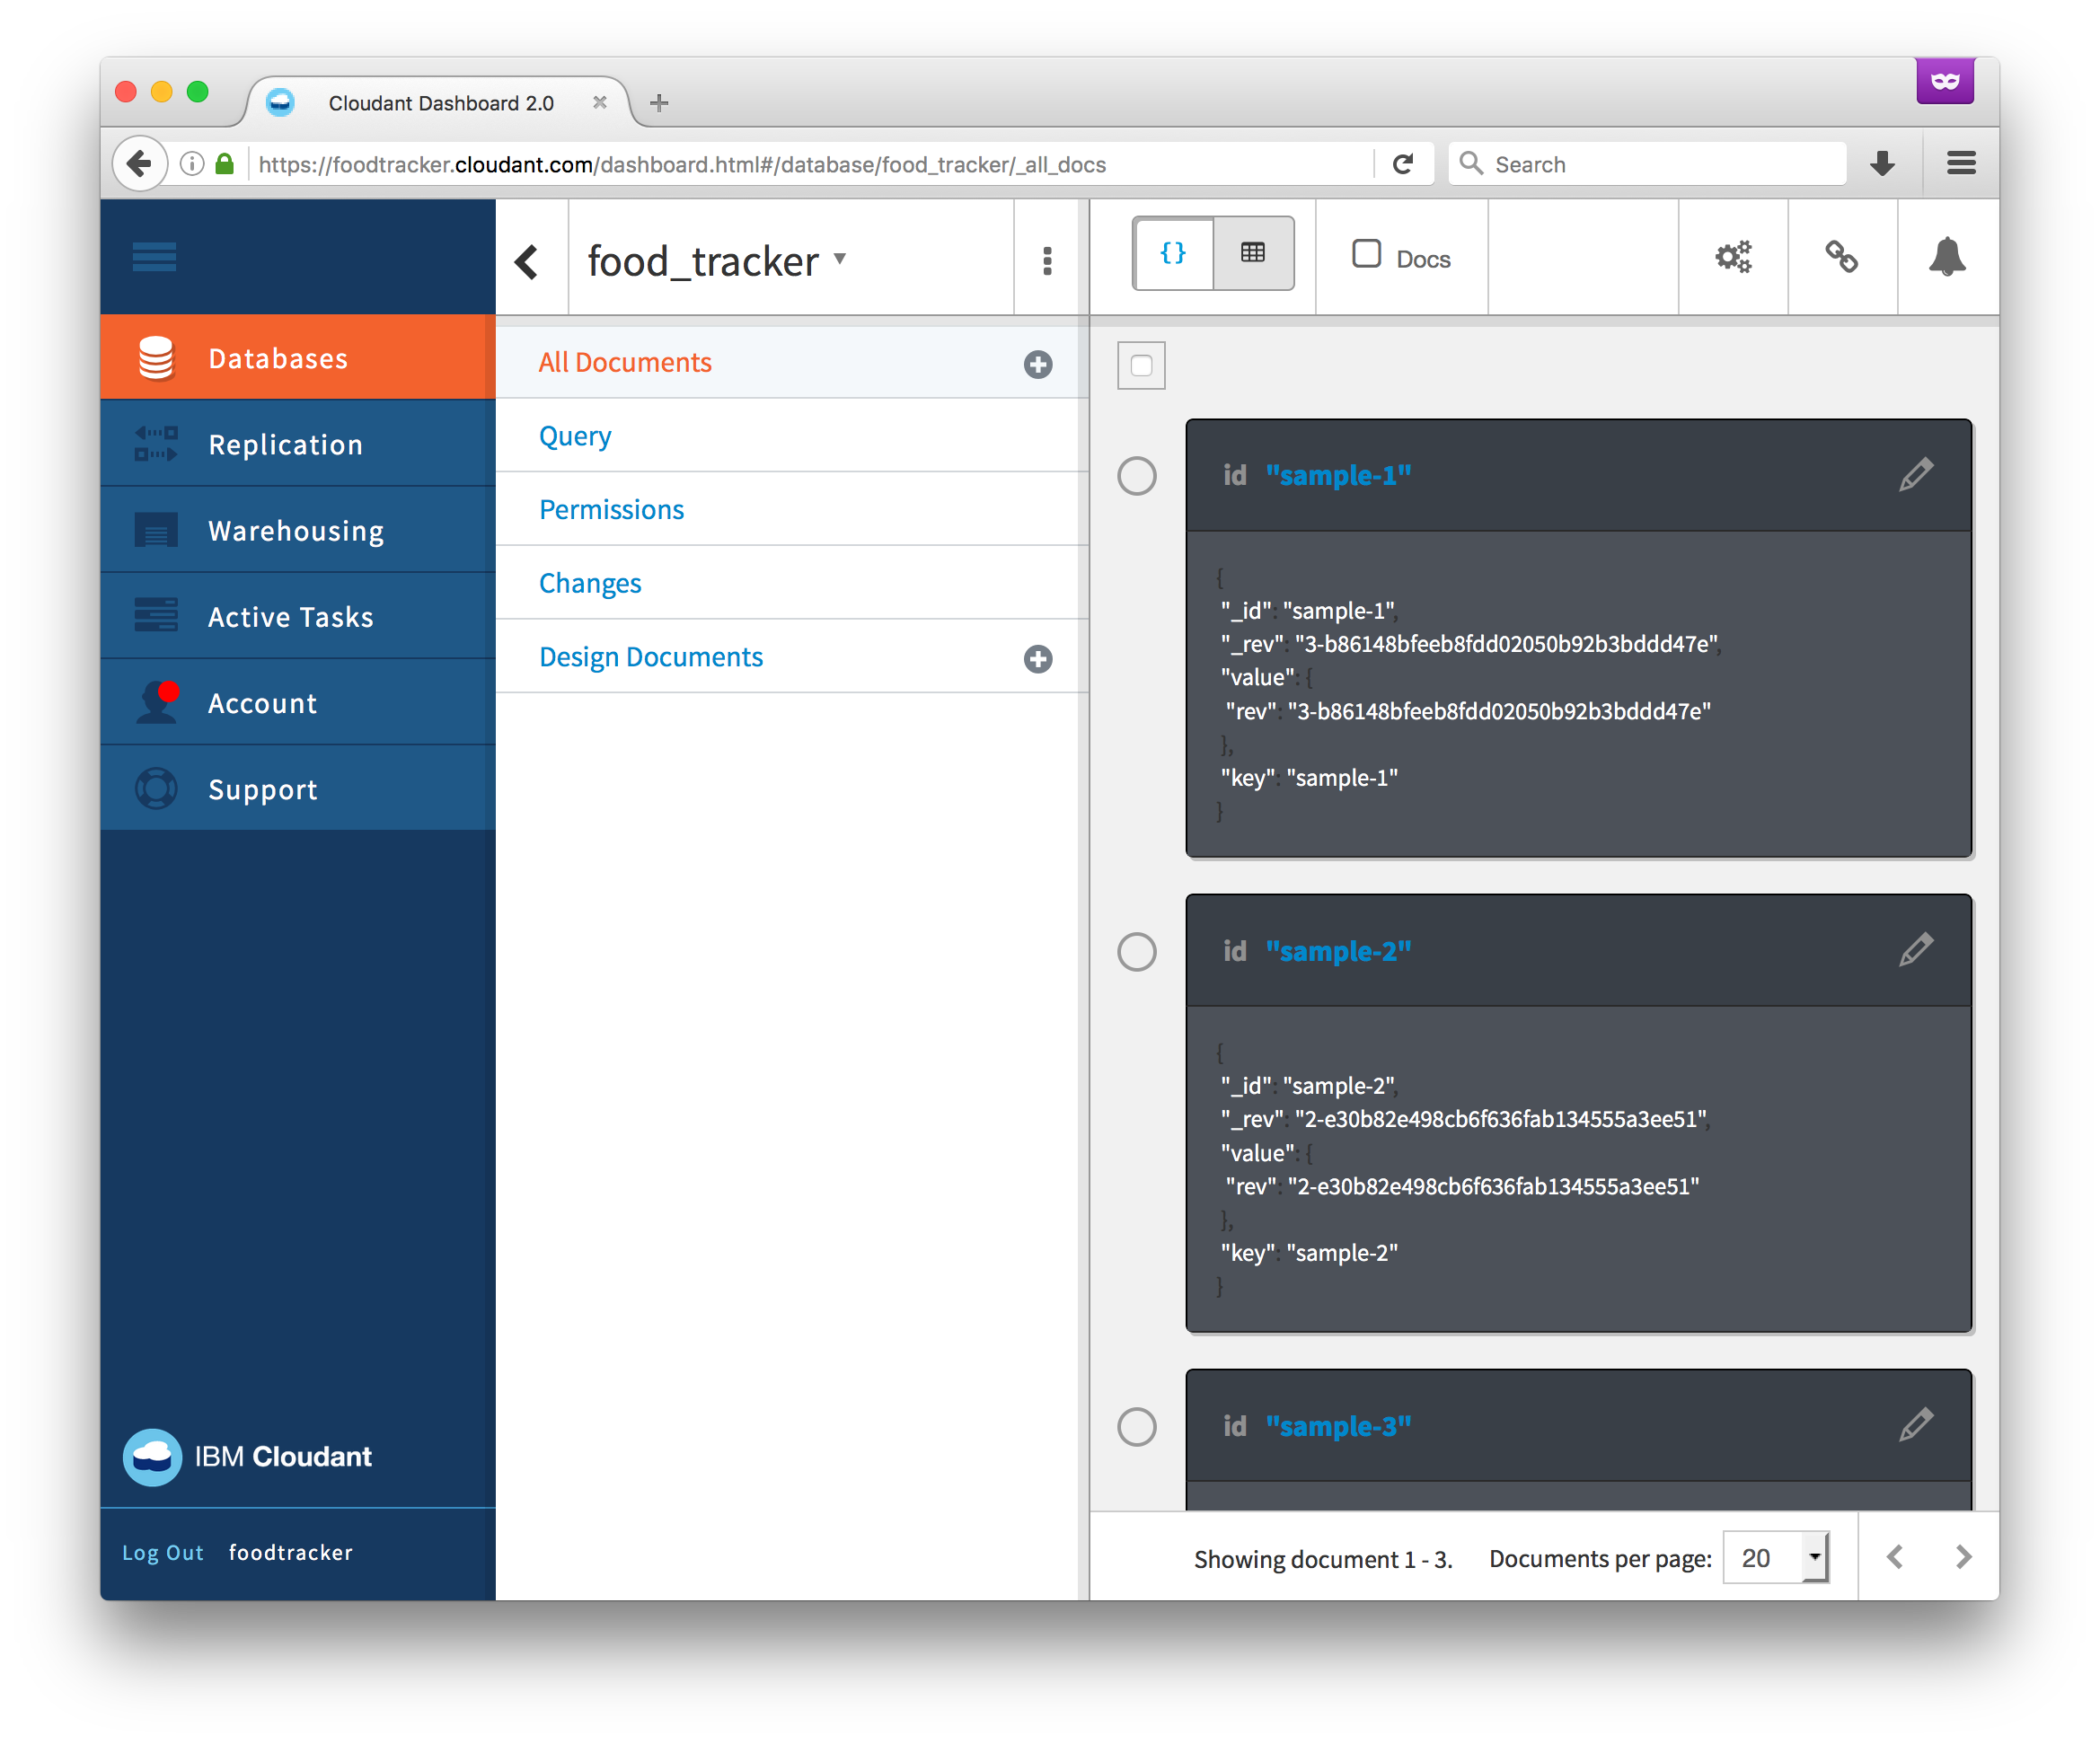 Cloudant Dashboard 2.0
https://foodtracker.cloudant.com/dashboard.html#/database/food_tracker/_all_docs
Search
food_tracker
{ }
Docs
Databases
Replication
Warehousing
Active Tasks
Account
Support
All Documents
Query
Permissions
Changes
Design Documents
id "sample-1"
{
"_id": "sample-1",
"_rev": "3-b86148bfeeb8fdd02050b92b3bddd47e",
"value": {
"rev": "3-b86148bfeeb8fdd02050b92b3bddd47e"
},
"key": "sample-1"
}
id "sample-2"
{
"_id": "sample-2",
"_rev": "2-e30b82e498cb6f636fab134555a3ee51",
"value": {
"rev": "2-e30b82e498cb6f636fab134555a3ee51"
},
"key": "sample-2"
}
id "sample-3"
IBM Cloudant
Log Out foodtracker
Showing document 1 - 3. Documents per page: 20